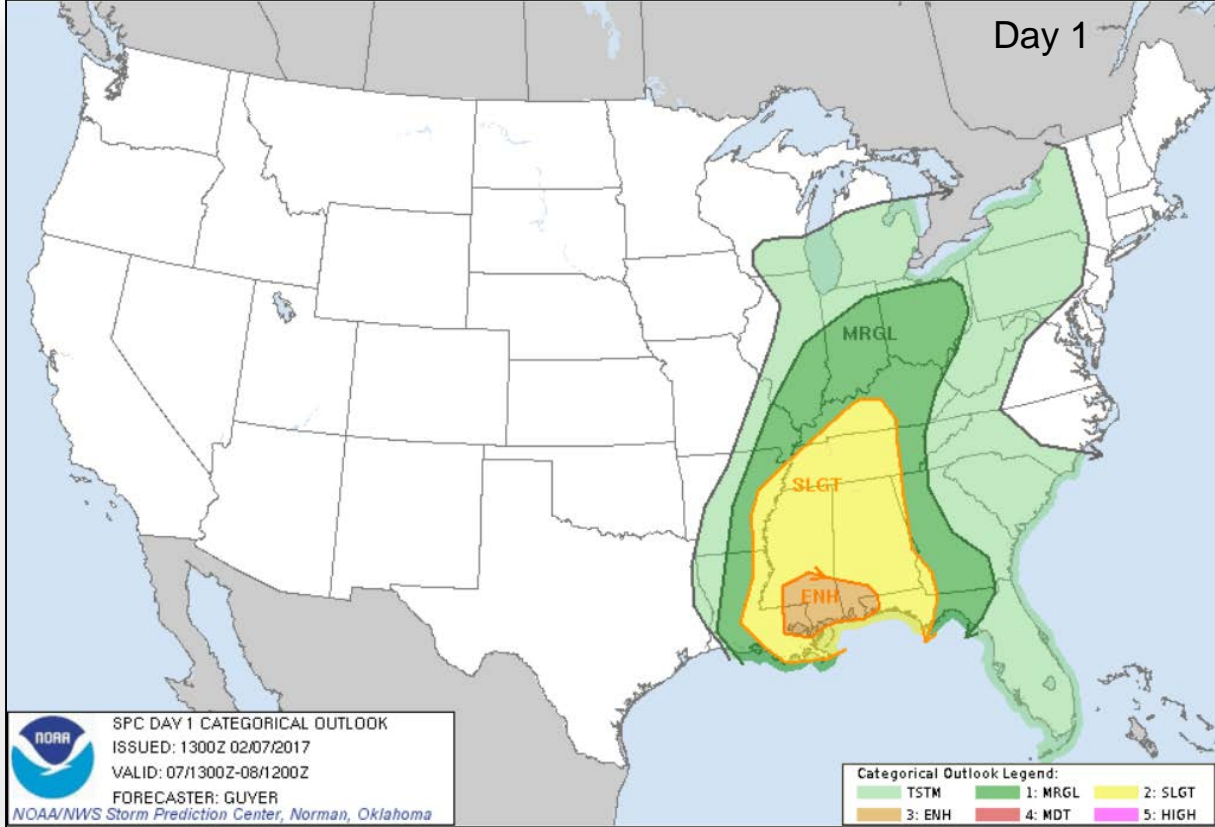 Day 1
MRGL
SLGT
ENH
NOAA
SPC DAY 1 CATEGORICAL OUTLOOK
ISSUED: 1300Z 02/07/2017
VALID: 07/1300Z-08/1200Z
FORECASTER: GUYER
NOAA/NWS Storm Prediction Center, Norman, Oklahoma
Categorical Outlook Legend:
TSTM 1: MRGL 2: SLGT
3: ENH 4: MDT 5: HIGH